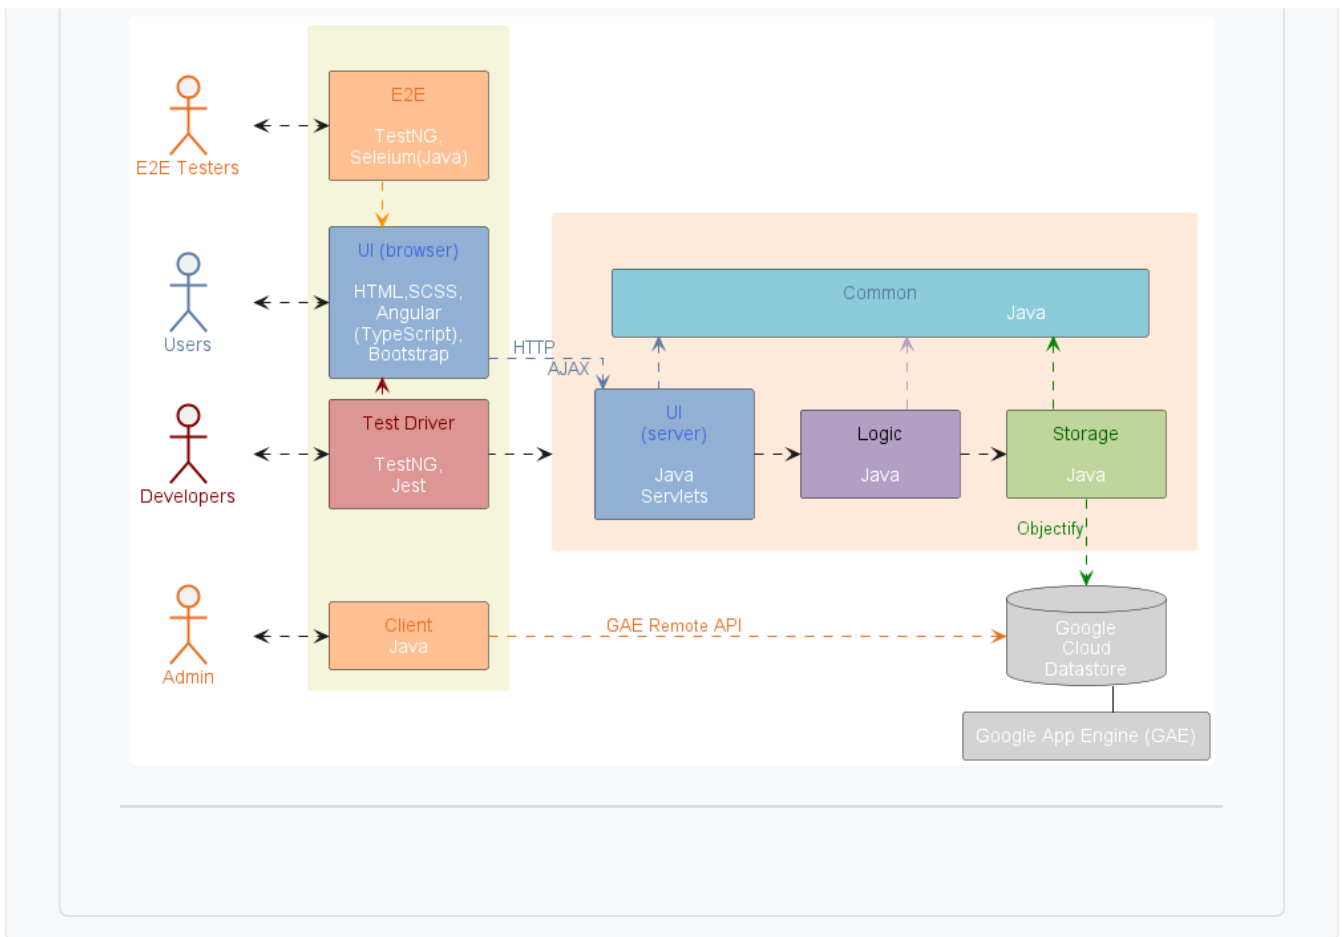 E2E
TestNG,
Seleium(Java)
E2E Testers
UI (browser)
HTML,SCSS,
Angular
(TypeScript),
Bootstrap
Users
HTTP
AJAX
Common
Java
Test Driver
TestNG,
Jest
Developers
UI
(server)
Java
Servlets
Logic
Java
Storage
Java
Objectify
Client
Java
Admin
GAE Remote API
Google
Cloud
Datastore
Google App Engine (GAE)